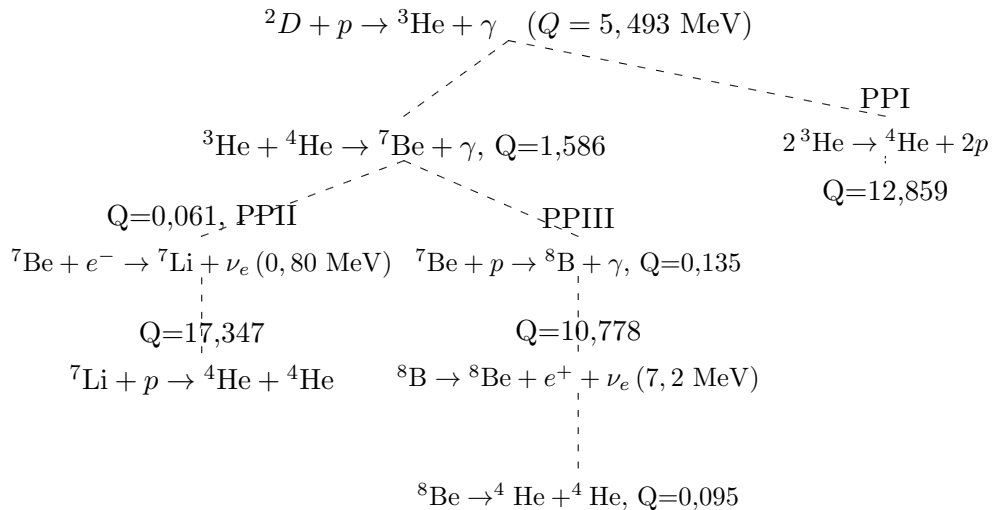 ²D + p → ³He + γ (Q = 5, 493 MeV)
PPI
³He + ⁴He → ⁷Be + γ, Q=1,586
2 ³He → ⁴He + 2p
Q=12,859
Q=0,061, PPII
PPIII
⁷Be + e⁻ → ⁷Li + νₑ (0, 80 MeV)
⁷Be + p → ⁸B + γ, Q=0,135
Q=17,347
Q=10,778
⁷Li + p → ⁴He + ⁴He
⁸B → ⁸Be + e⁺ + νₑ (7, 2 MeV)
⁸Be →⁴ He +⁴ He, Q=0,095